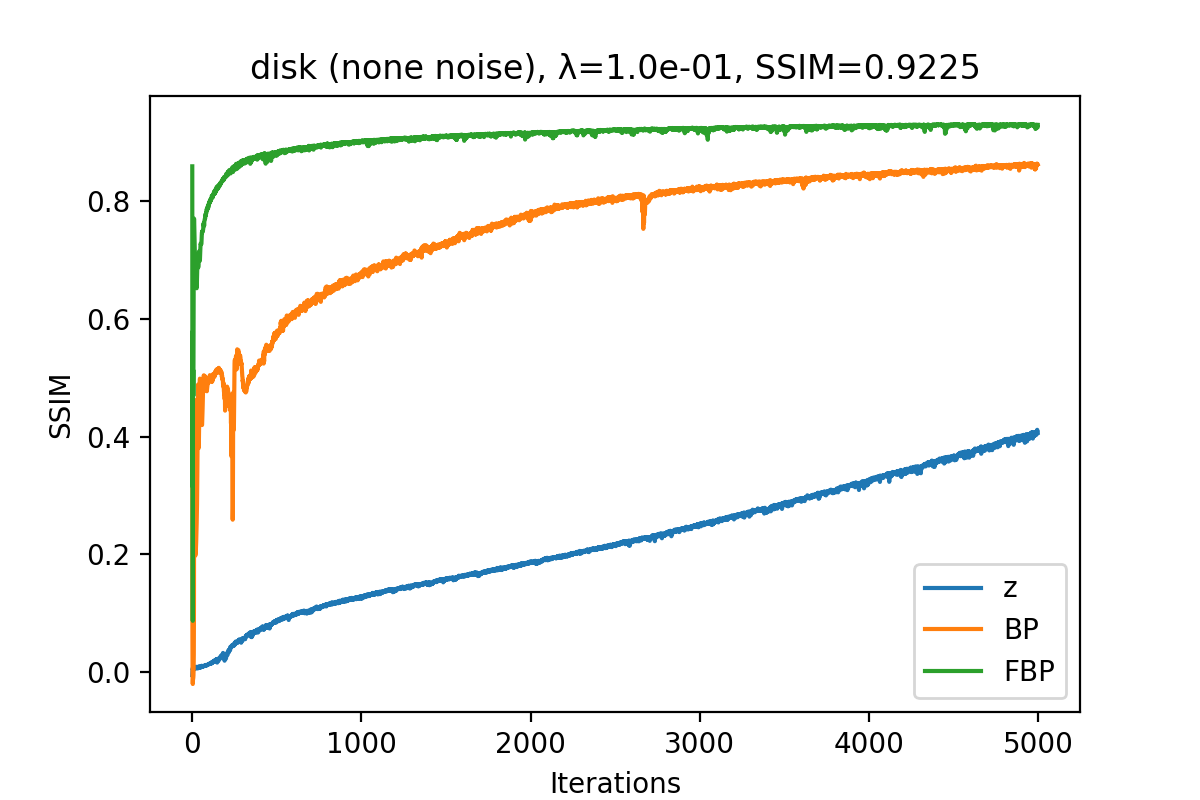 disk (none noise), λ=1.0e-01, SSIM=0.9225
SSIM
0.8
0.6
0.4
0.2
0.0
z
BP
FBP
0 1000 2000 3000 4000 5000
Iterations